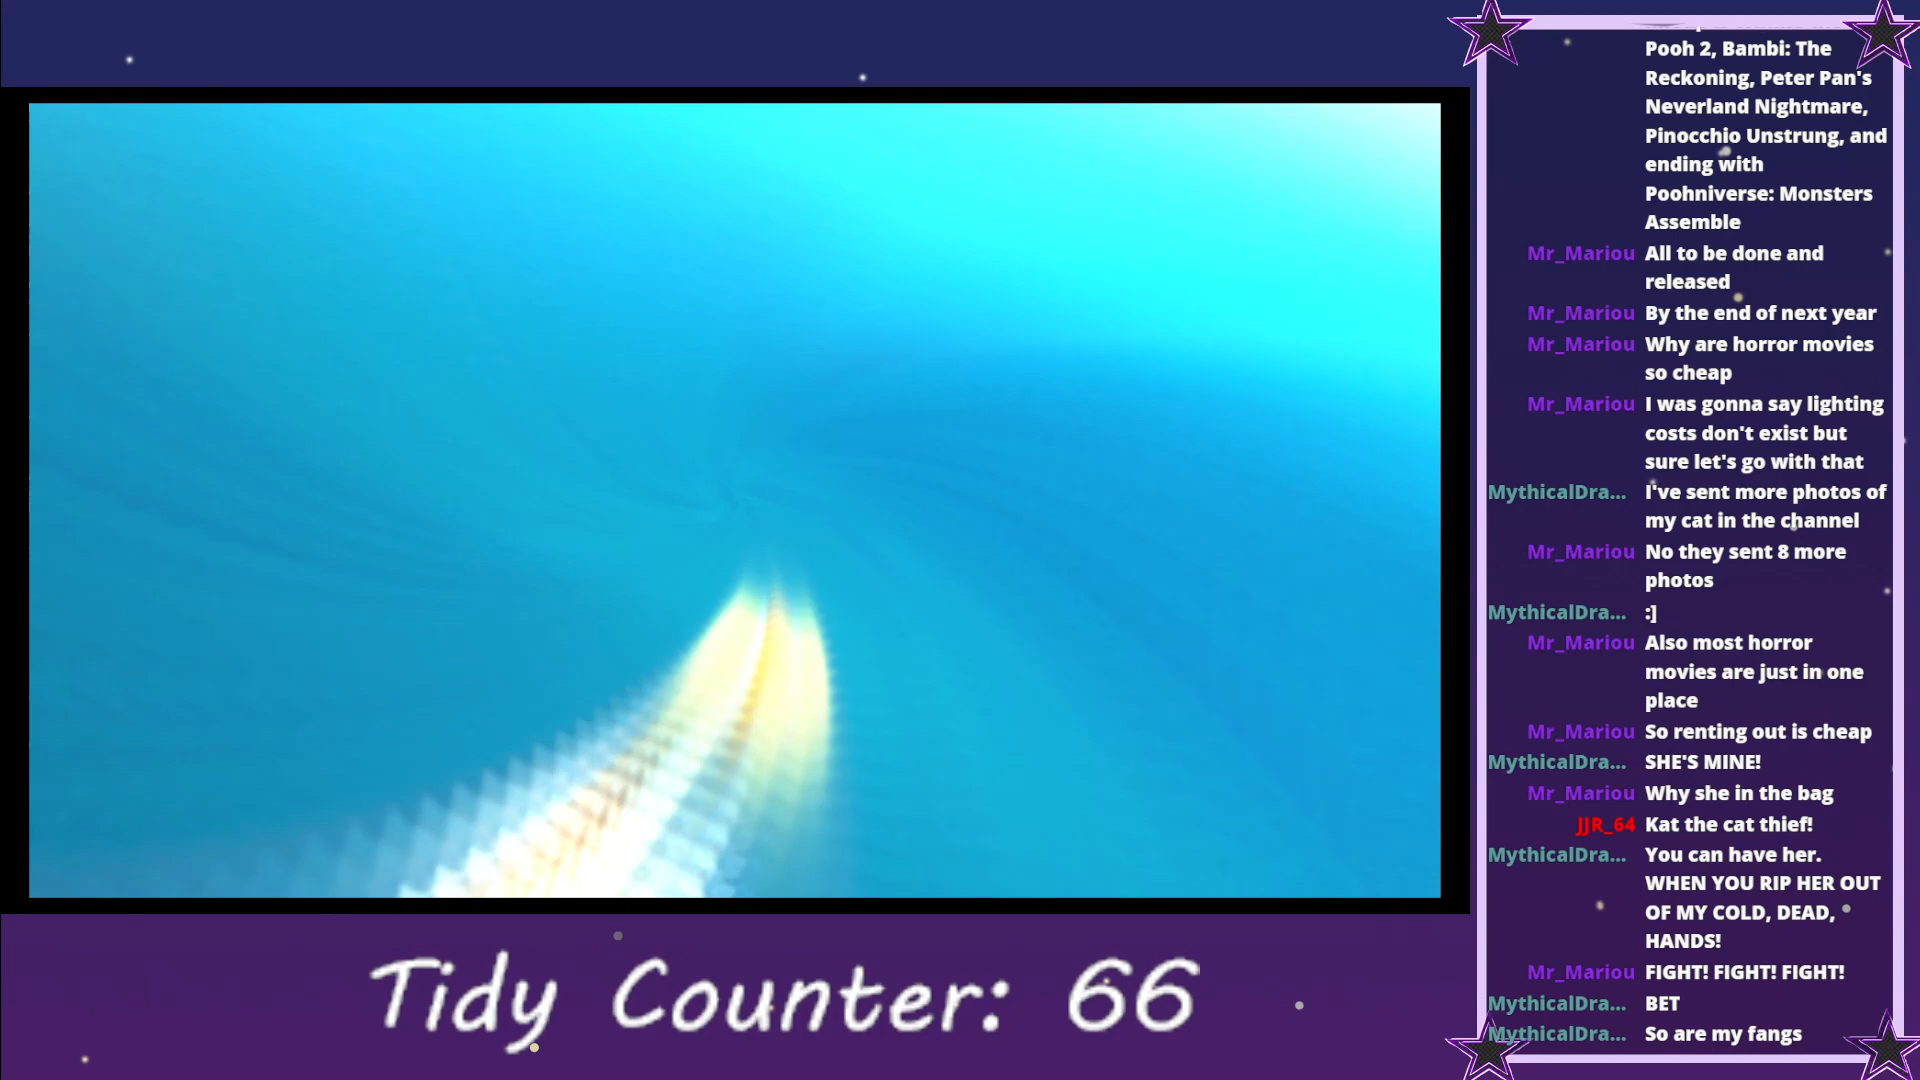 Pooh 2, Bambi: The
Reckoning, Peter Pan's
Neverland Nightmare,
Pinocchio Unstrung, and
ending with
Poohniverse: Monsters
Assemble
Mr_Mariou All to be done and
released
Mr_Mariou By the end of next year
Mr_Mariou Why are horror movies
so cheap
Mr_Mariou I was gonna say lighting
costs don't exist but
sure let's go with that
MythicalDra... I've sent more photos of
my cat in the channel
Mr_Mariou No they sent 8 more
photos
MythicalDra... :]
Mr_Mariou Also most horror
movies are just in one
place
Mr_Mariou So renting out is cheap
MythicalDra... SHE'S MINE!
Mr_Mariou Why she in the bag
JJR_64 Kat the cat thief!
MythicalDra... You can have her.
WHEN YOU RIP HER OUT
OF MY COLD, DEAD,
HANDS!
Mr_Mariou FIGHT! FIGHT! FIGHT!
MythicalDra... BET
MythicalDra... So are my fangs
Tidy Counter: 66